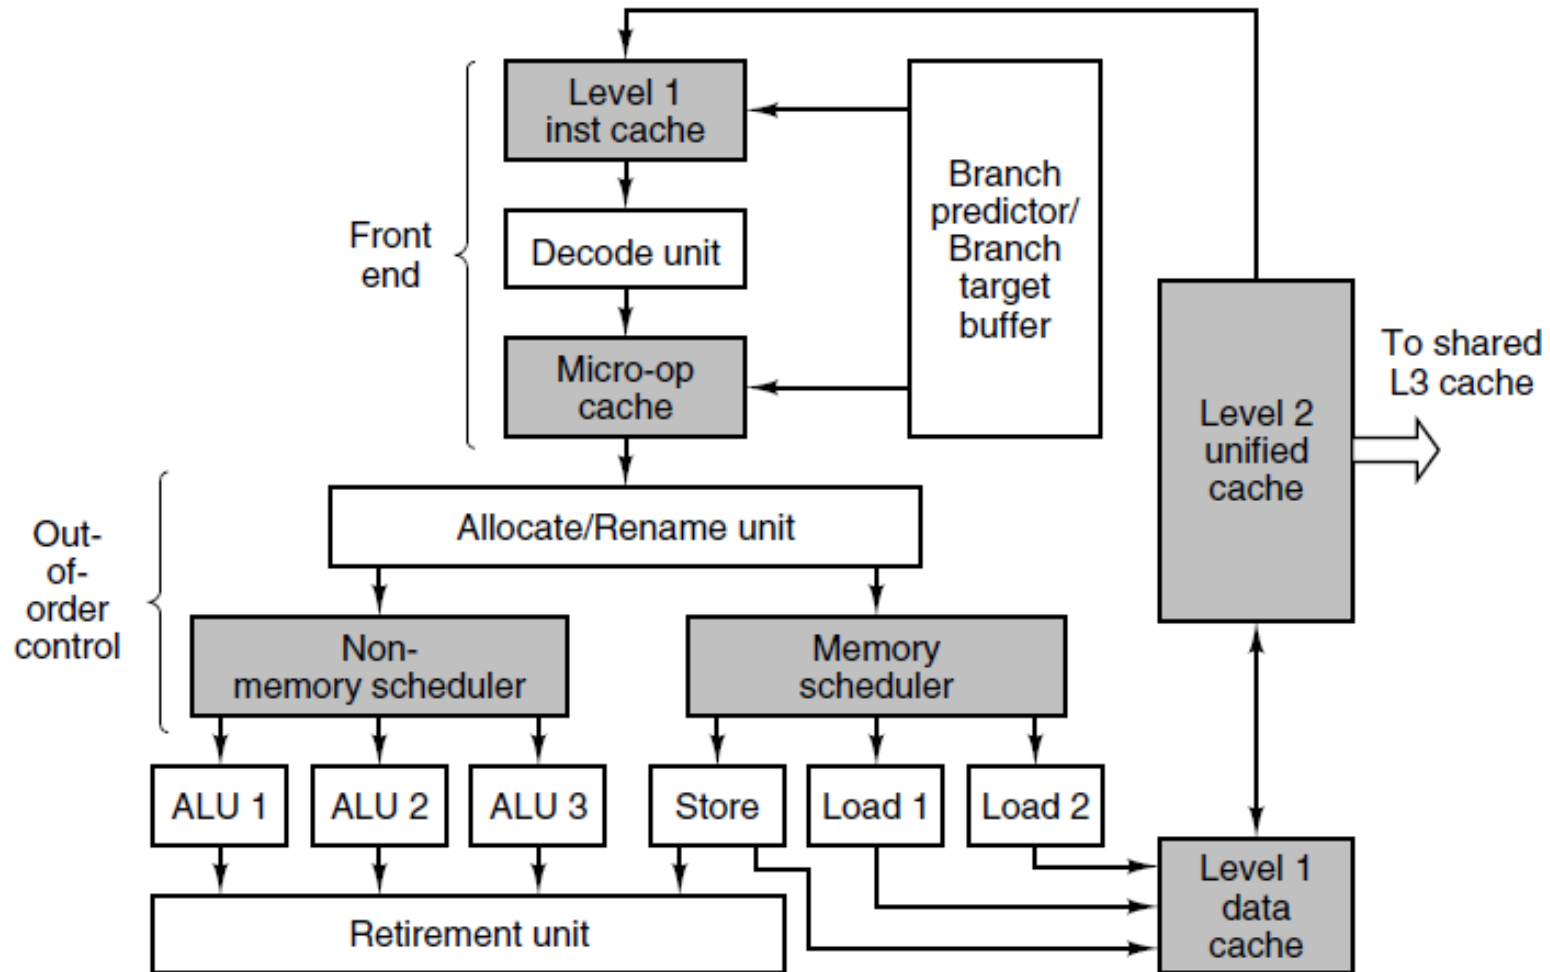 Level 1
inst cache
Branch
predictor/
Branch
target
buffer
Front
end
Decode unit
Micro-op
cache
To shared
L3 cache
Level 2
unified
cache
Out-
of-
order
control
Allocate/Rename unit
Non-
memory scheduler
Memory
scheduler
ALU 1
ALU 2
ALU 3
Store
Load 1
Load 2
Level 1
data
cache
Retirement unit